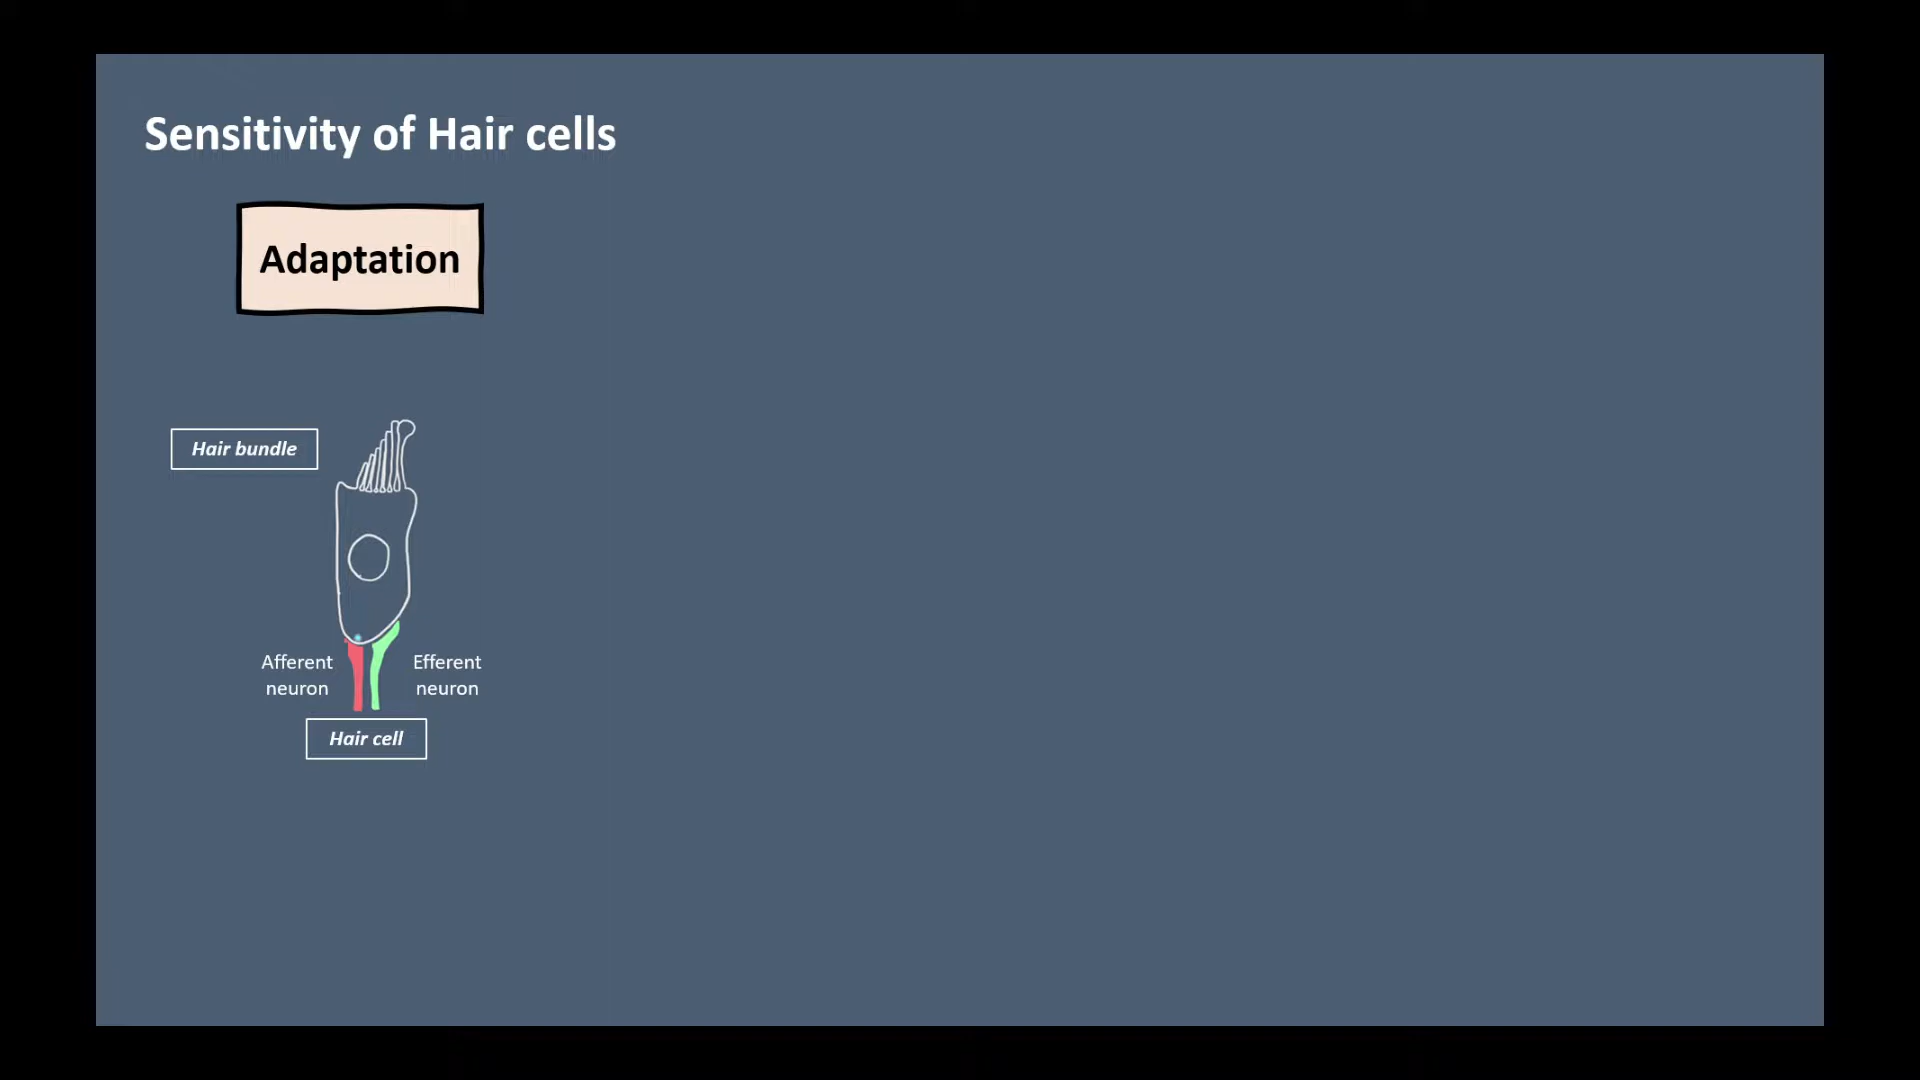 Sensitivity of Hair cells
Adaptation
Hair bundle
Afferent
neuron
Efferent
neuron
Hair cell